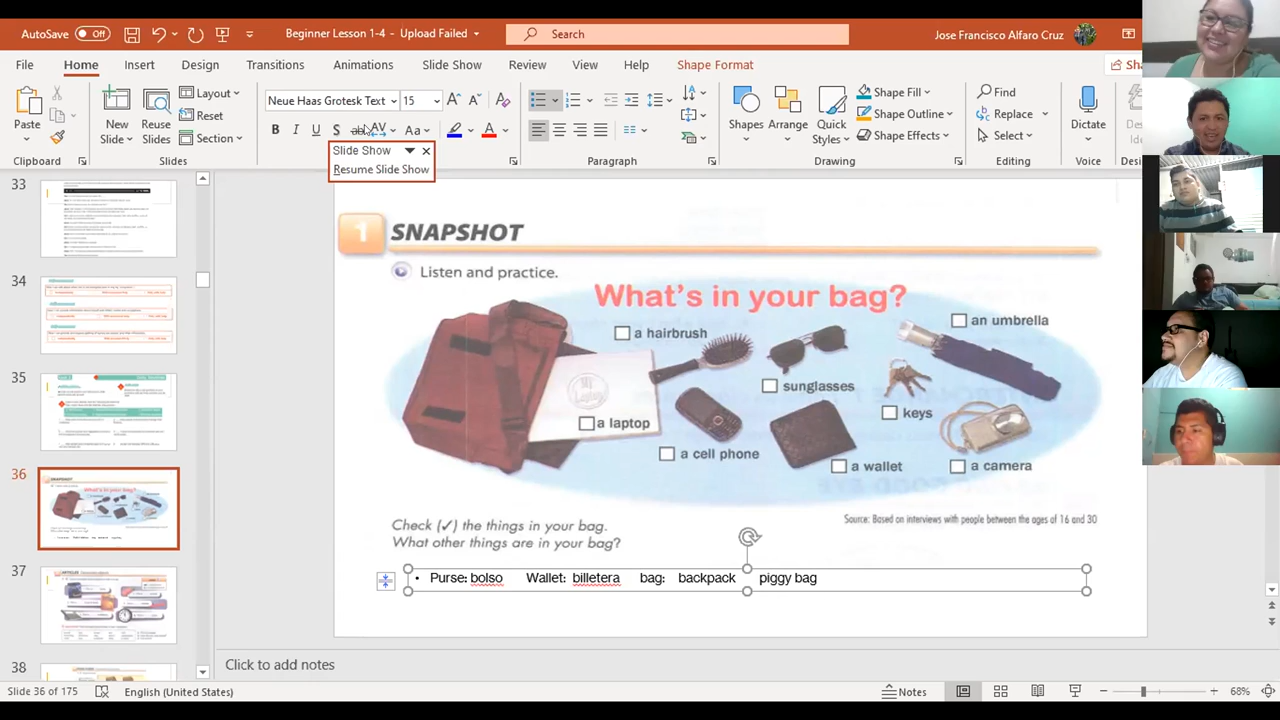 AutoSave Off Beginner Lesson 1-4 - Upload Failed Search Jose Francisco Alfaro Cruz
File Home Insert Design Transitions Animations Slide Show Review View Help Shape Format
Neue Haas Grotesk Text 15
Paste New Slide Reuse Slides Layout Reset Section
Shapes Arrange Quick Styles Shape Fill Shape Outline Shape Effects
Find Replace Select Dictate
Clipboard Slides Paragraph Drawing Editing Voice
Slide Show
Resume Slide Show
33
34
35
36
37
38
SNAPSHOT
Listen and practice.
What's in your bag?
a hairbrush
an umbrella
sunglasses
keys
a laptop
a cell phone
a wallet
a camera
Source: Based on interviews with people between the ages of 16 and 30
Check (✓) the things in your bag.
What other things are in your bag?
• Purse: bolso Wallet: billetera bag: backpack piggy bag
Click to add notes
Slide 36 of 175 English (United States) Notes 68%